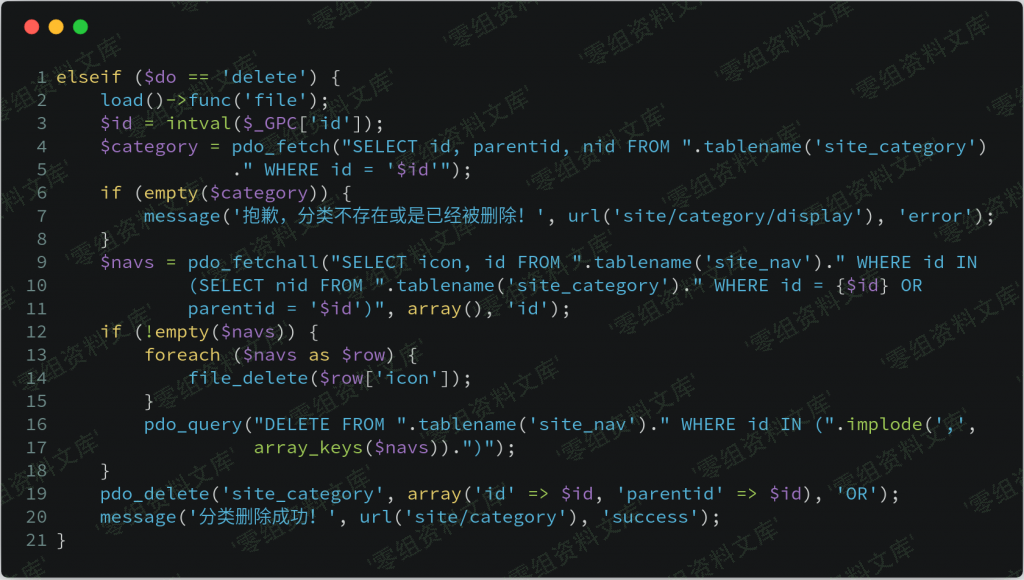 1 elseif ($do == 'delete') {
2 load()->func('file');
3 $id = intval($_GPC['id']);
4 $category = pdo_fetch("SELECT id, parentid, nid FROM ".tablename('site_category')
5 ." WHERE id = '$id'");
6 if (empty($category)) {
7 message('抱歉，分类不存在或是已经被删除！', url('site/category/display'), 'error');
8 }
9 $navs = pdo_fetchall("SELECT icon, id FROM ".tablename('site_nav')." WHERE id IN
10 (SELECT nid FROM ".tablename('site_category')." WHERE id = {$id} OR
11 parentid = '$id')", array(), 'id');
12 if (!empty($navs)) {
13 foreach ($navs as $row) {
14 file_delete($row['icon']);
15 }
16 pdo_query("DELETE FROM ".tablename('site_nav')." WHERE id IN (".implode(',',
17 array_keys($navs)).")");
18 }
19 pdo_delete('site_category', array('id' => $id, 'parentid' => $id), 'OR');
20 message('分类删除成功！', url('site/category'), 'success');
21 }
'零组资料文库'